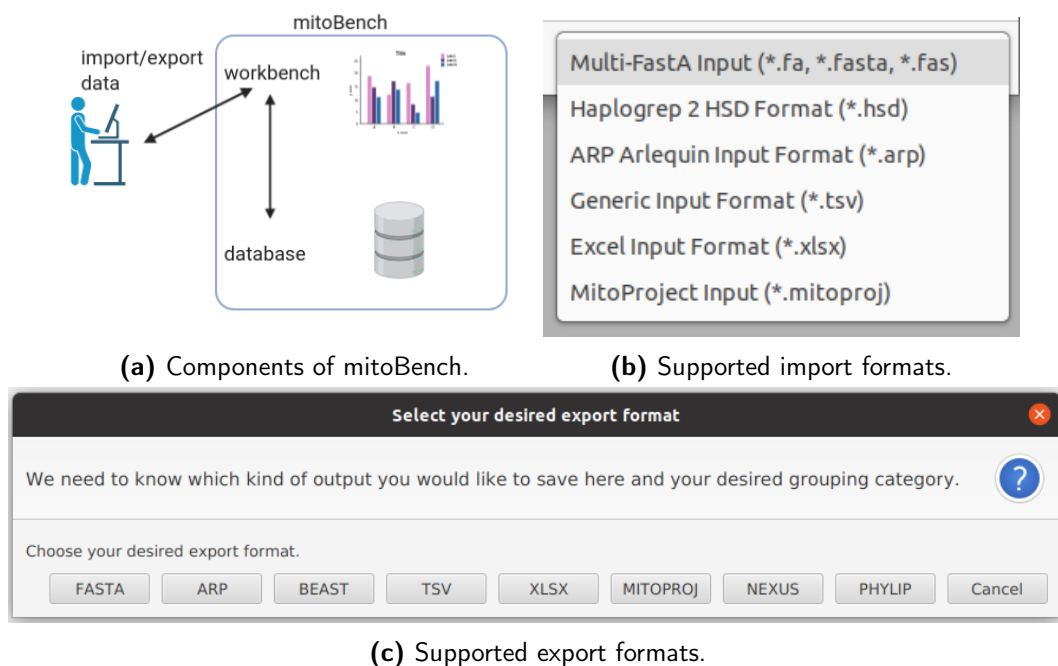 mitoBench
import/export
data
workbench
Title
database
Multi-FastA Input (*.fa, *.fasta, *.fas)
Haplogrep 2 HSD Format (*.hsd)
ARP Arlequin Input Format (*.arp)
Generic Input Format (*.tsv)
Excel Input Format (*.xlsx)
MitoProject Input (*.mitoproj)
(a) Components of mitoBench.
(b) Supported import formats.
Select your desired export format
We need to know which kind of output you would like to save here and your desired grouping category.
?
Choose your desired export format.
FASTA ARP BEAST TSV XLSX MITOPROJ NEXUS PHYLIP Cancel
(c) Supported export formats.